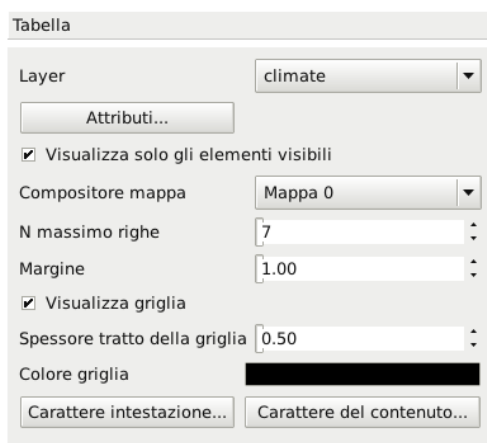 Tabella
Layer climate
Attributi...
Visualizza solo gli elementi visibili
Compositore mappa Mappa 0
N massimo righe 7
Margine 1.00
Visualizza griglia
Spessore tratto della griglia 0.50
Colore griglia
Carattere intestazione... Carattere del contenuto...